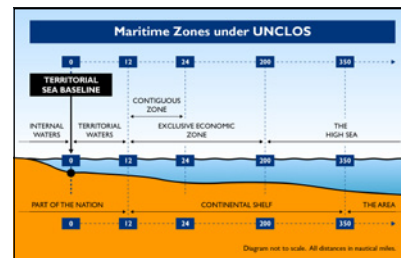 Maritime Zones under UNCLOS
0 12 24 200 350
TERRITORIAL
SEA BASELINE
CONTIGUOUS
ZONE
INTERNAL
WATERS
TERRITORIAL
WATERS
EXCLUSIVE ECONOMIC
ZONE
THE
HIGH SEA
0 12 24 200 350
PART OF THE NATION
CONTINENTAL SHELF
THE AREA
0 12 24 200 350
Diagram not to scale. All distances in nautical miles.